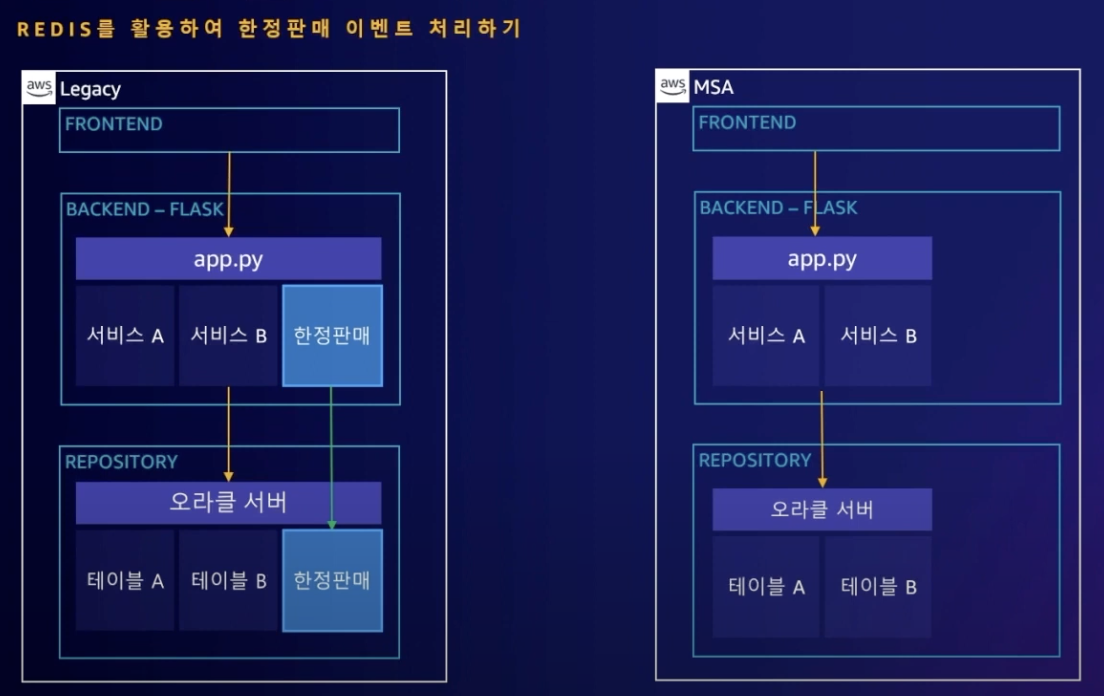 REDIS를 활용하여 한정판매 이벤트 처리하기
aws Legacy
FRONTEND
BACKEND – FLASK
app.py
서비스 A 서비스 B 한정판매
REPOSITORY
오라클 서버
테이블 A 테이블 B 한정판매
aws MSA
FRONTEND
BACKEND – FLASK
app.py
서비스 A 서비스 B
REPOSITORY
오라클 서버
테이블 A 테이블 B